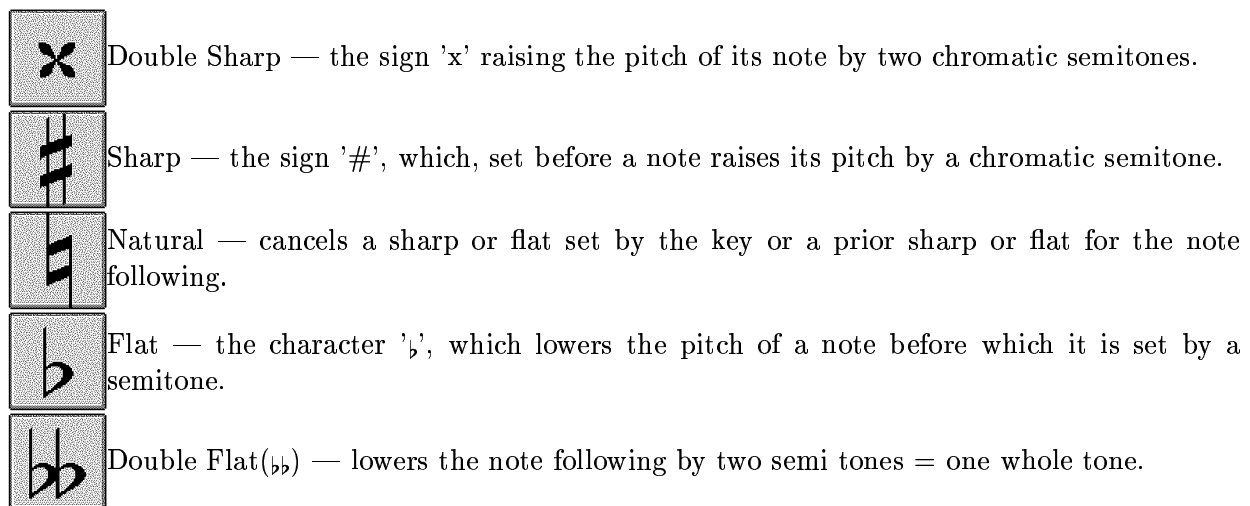 Double Sharp — the sign 'x' raising the pitch of its note by two chromatic semitones.
Sharp — the sign '#', which, set before a note raises its pitch by a chromatic semitone.
Natural — cancels a sharp or flat set by the key or a prior sharp or flat for the note
following.
Flat — the character '♭', which lowers the pitch of a note before which it is set by a
semitone.
Double Flat(♭♭) — lowers the note following by two semi tones = one whole tone.